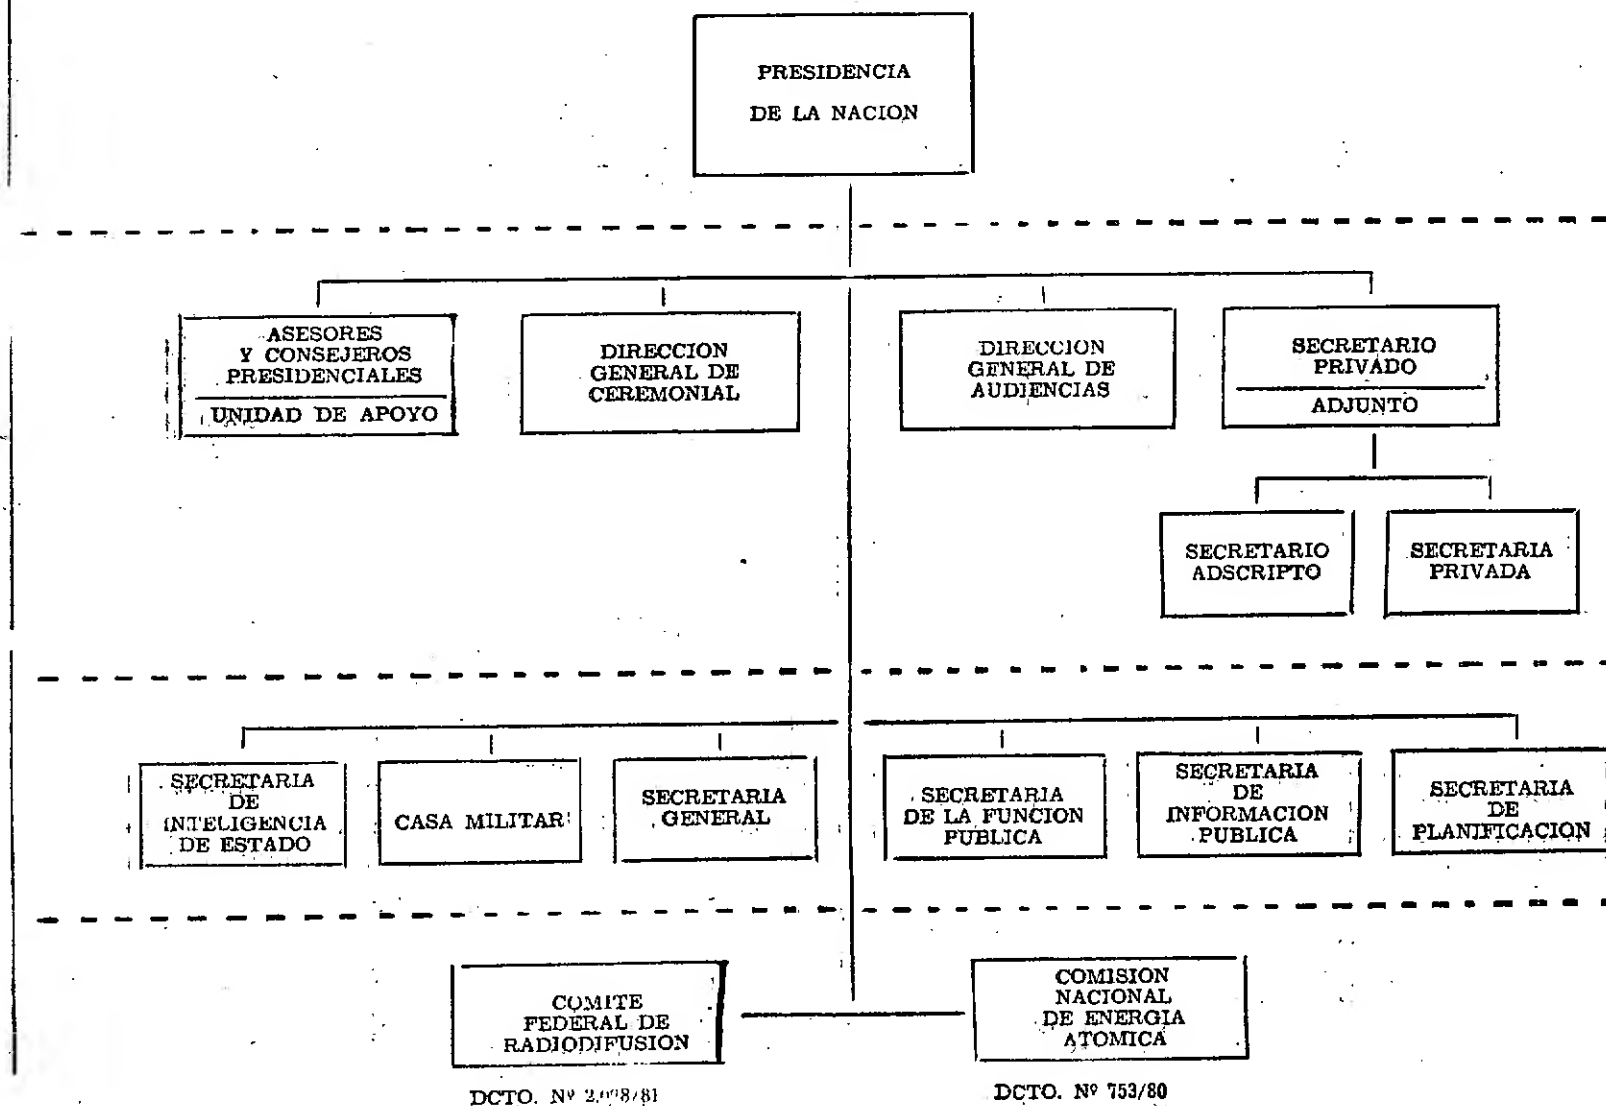 PRESIDENCIA
DE LA NACION
ASESORES
Y CONSEJEROS
PRESIDENCIALES
UNIDAD DE APOYO
DIRECCION
GENERAL DE
CEREMONIAL
DIRECCION
GENERAL DE
AUDIENCIAS
SECRETARIO
PRIVADO
ADJUNTO
SECRETARIO
ADSCRIPTO
SECRETARIA
PRIVADA
SECRETARIA
DE
INTELIGENCIA
DE ESTADO
CASA MILITAR
SECRETARIA
GENERAL
SECRETARIA
DE LA FUNCION
PUBLICA
SECRETARIA
DE
INFORMACION
PUBLICA
SECRETARIA
DE
PLANIFICACION
COMITE
FEDERAL DE
RADIODIFUSION
DCTO. Nº
COMISION
NACIONAL
DE ENERGIA
ATOMICA
DCTO. Nº 753/80